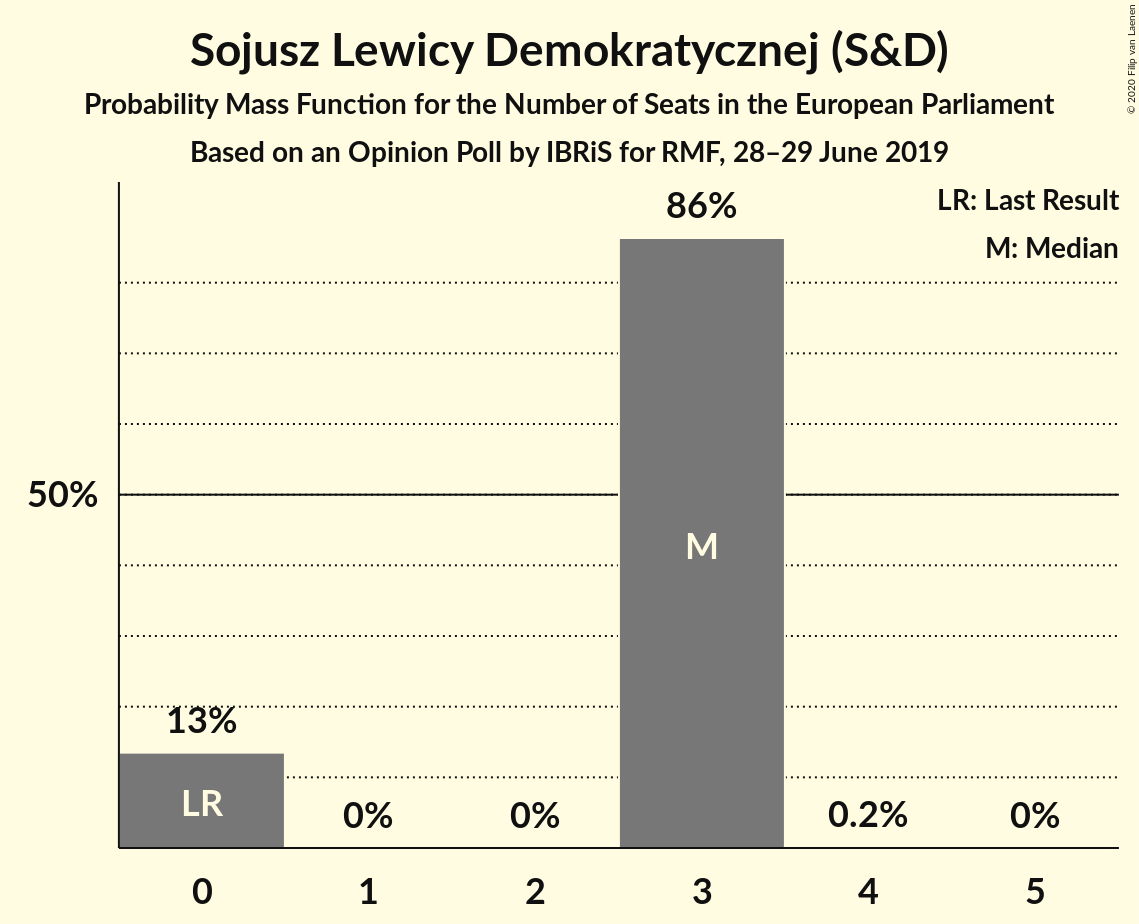 Sojusz Lewicy Demokratycznej (S&D)
Probability Mass Function for the Number of Seats in the European Parliament
Based on an Opinion Poll by IBRiS for RMF, 28–29 June 2019
© 2020 Filip van Laenen
LR: Last Result
M: Median
86%
50%
M
13%
LR
0%
0%
0.2%
0%
0 1 2 3 4 5